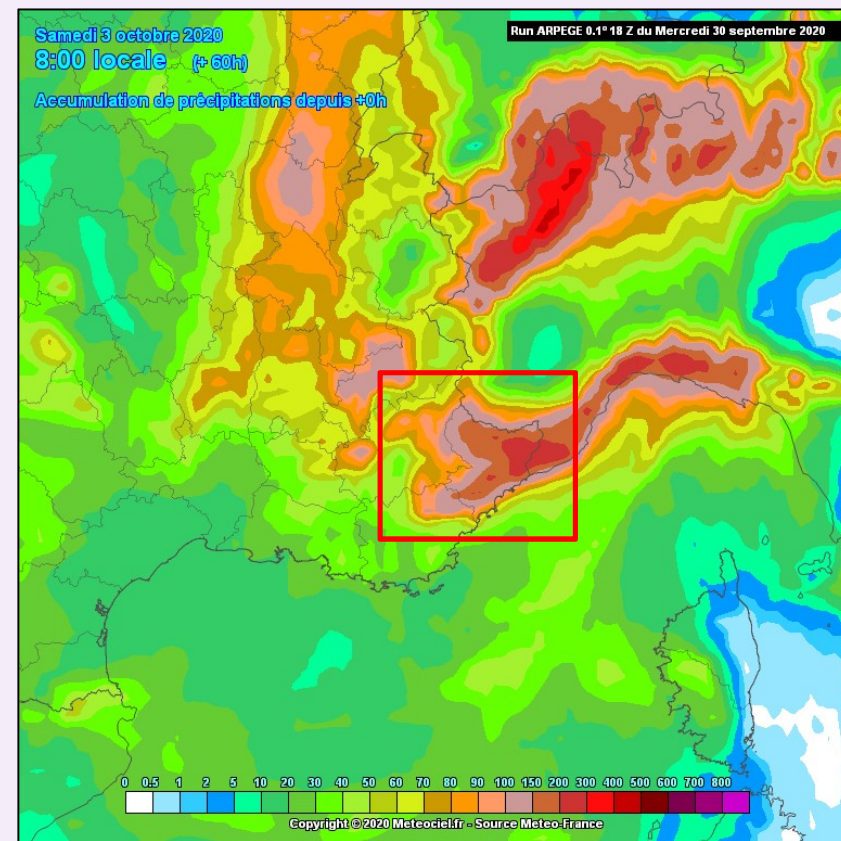 Samedi 3 octobre 2020
Run ARPEGE 0.1° 18 Z du Mercredi 30 septembre 2020
8:00 locale (+ 60h)
Accumulation de précipitations depuis +0h
0 0.5 1 2 5 10 20 30 40 50 60 70 80 90 100 150 200 300 400 500 600 700 800
Copyright © 2020 Meteociel.fr - Source Meteo-France